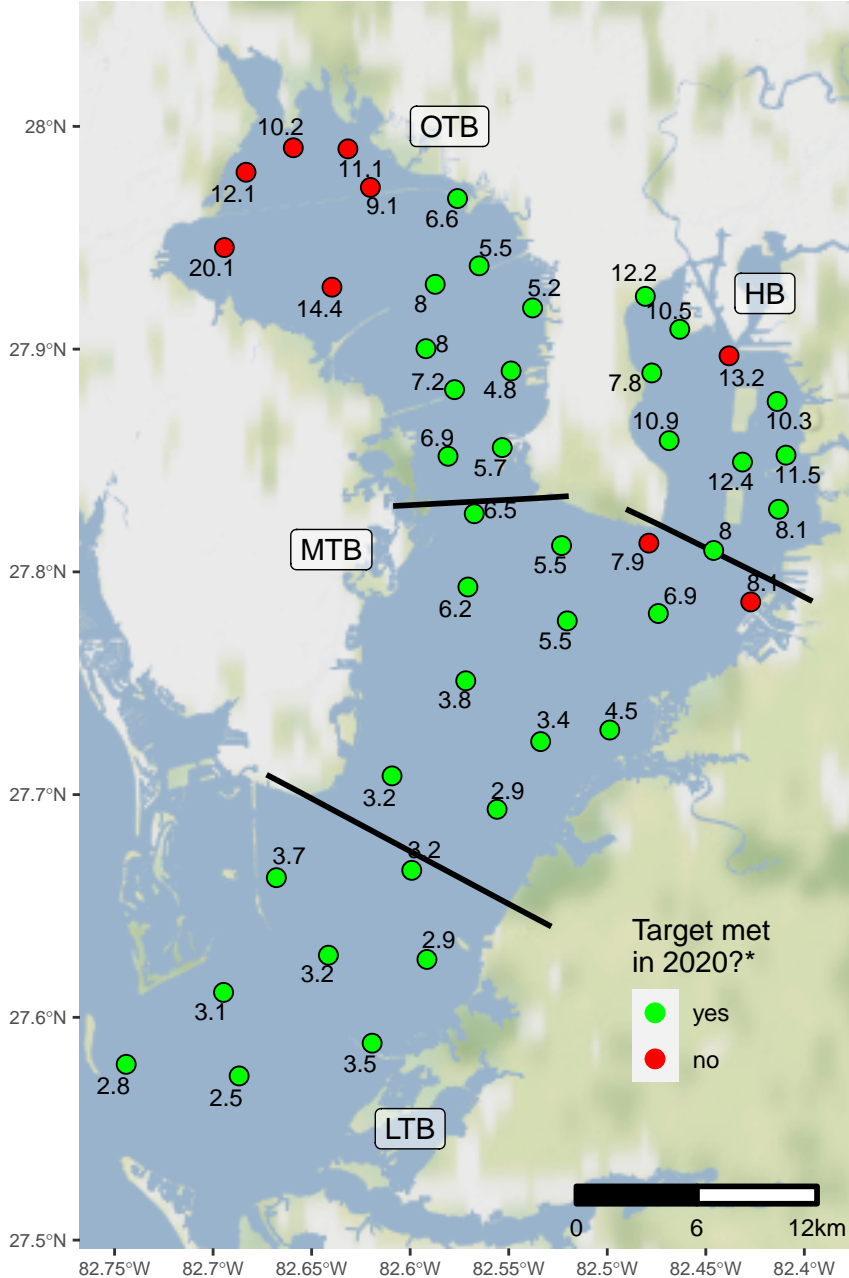 28°N
27.9°N
27.8°N
27.7°N
27.6°N
27.5°N
OTB
10.2
11.1
12.1
9.1
6.6
20.1
5.5
14.4
8
5.2
12.2
HB
10.5
8
13.2
7.2
4.8
7.8
10.3
6.9
5.7
10.9
12.4
11.5
6.5
8.1
MTB
5.5
7.9
8
8.1
6.2
6.9
5.5
3.8
3.4
4.5
3.2
2.9
3.7
3.2
3.2
2.9
3.1
3.5
2.8
2.5
LTB
Target met
in 2020?*
yes
no
0 6 12km
82.75°W 82.7°W 82.65°W 82.6°W 82.55°W 82.5°W 82.45°W 82.4°W